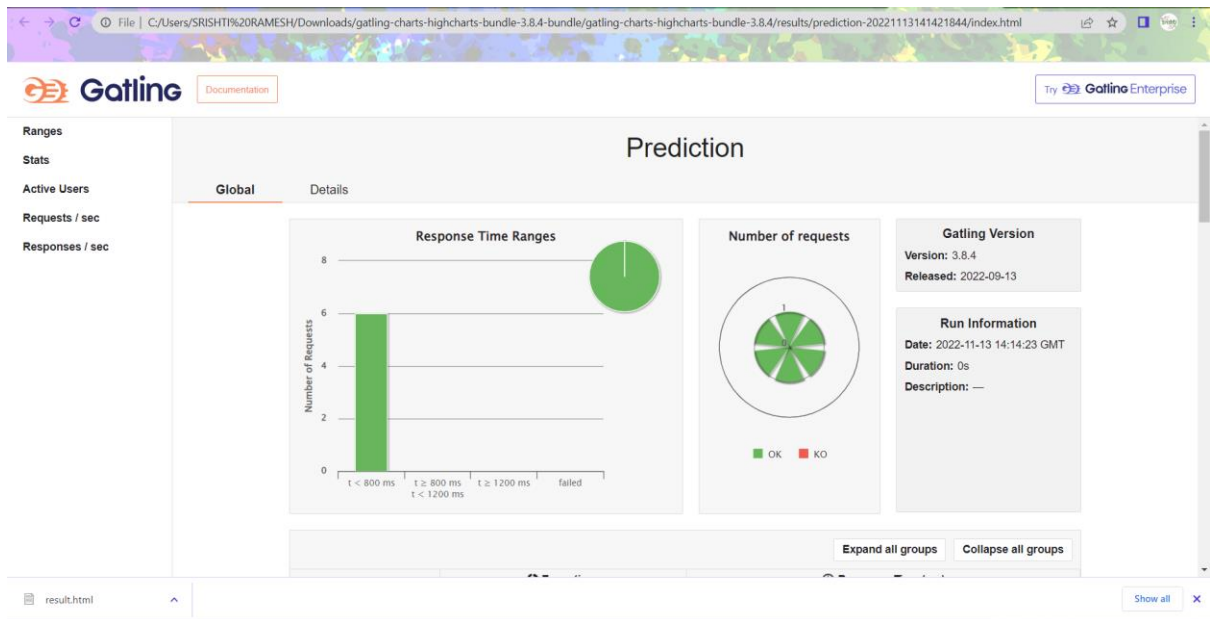 File | C:/Users/SRISHTI%20RAMESH/Downloads/gatling-charts-highcharts-bundle-3.8.4-bundle/gatling-charts-highcharts-bundle-3.8.4/results/prediction-20221113141421844/index.html
Gatling
Documentation
Try Gatling Enterprise
Ranges
Stats
Active Users
Requests / sec
Responses / sec
Prediction
Global
Details
Response Time Ranges
Number of Requests
8
6
4
2
0
t < 800 ms
t ≥ 800 ms
t < 1200 ms
t ≥ 1200 ms
failed
Number of requests
1
0
OK
KO
Gatling Version
Version: 3.8.4
Released: 2022-09-13
Run Information
Date: 2022-11-13 14:14:23 GMT
Duration: 0s
Description: —
Expand all groups
Collapse all groups
result.html
Show all